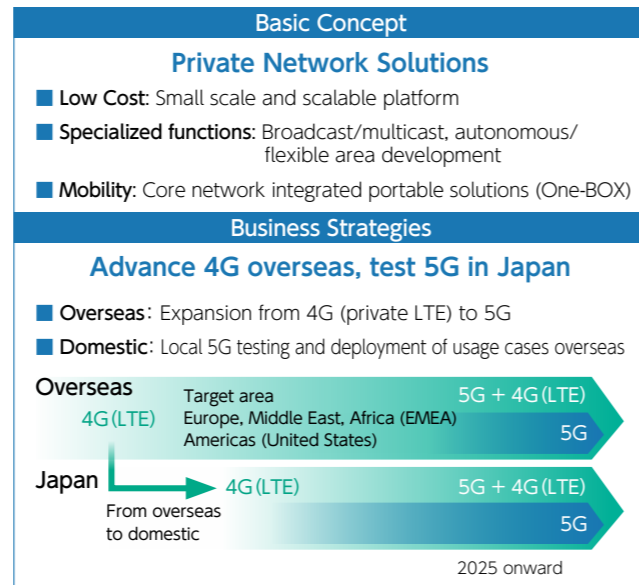 Basic Concept
Private Network Solutions
■ Low Cost: Small scale and scalable platform
■ Specialized functions: Broadcast/multicast, autonomous/
flexible area development
■ Mobility: Core network integrated portable solutions (One-BOX)
Business Strategies
Advance 4G overseas, test 5G in Japan
■ Overseas: Expansion from 4G (private LTE) to 5G
■ Domestic: Local 5G testing and deployment of usage cases overseas
Overseas
4G(LTE)
Target area
Europe, Middle East, Africa (EMEA)
Americas (United States)
5G + 4G(LTE)
5G
Japan
From overseas
to domestic
4G(LTE)
5G + 4G(LTE)
5G
2025 onward